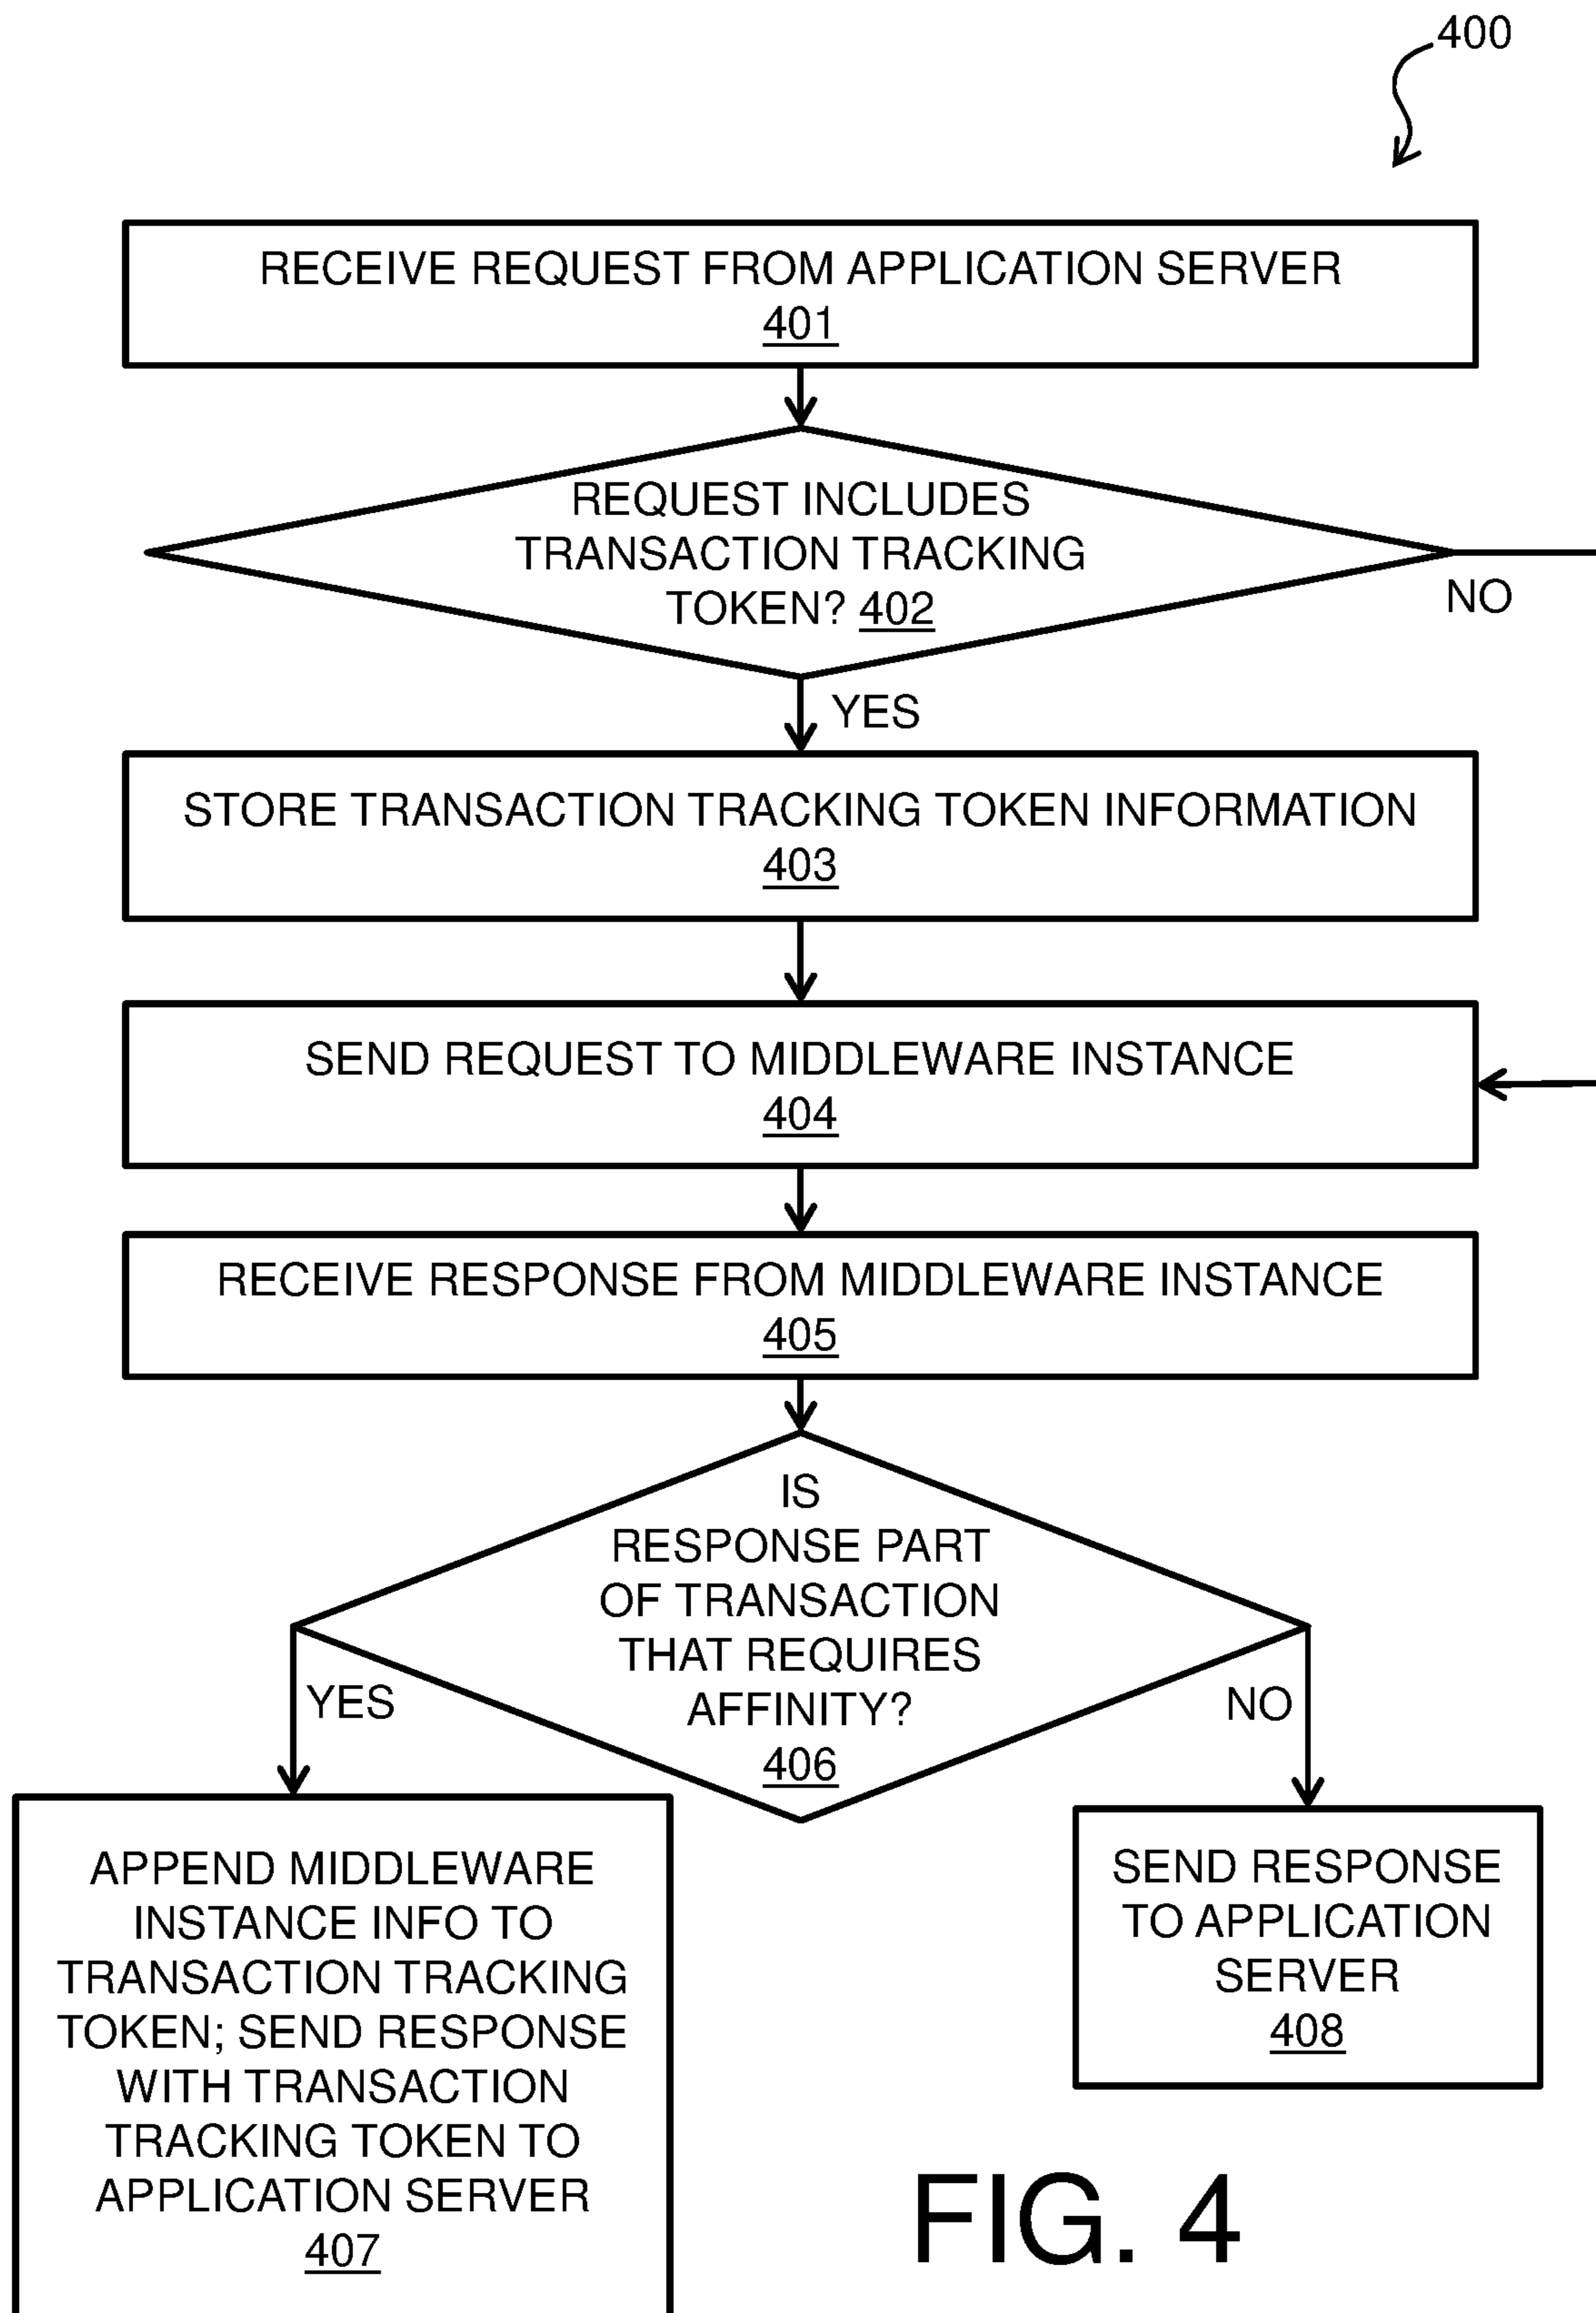 400
RECEIVE REQUEST FROM APPLICATION SERVER
401
REQUEST INCLUDES
TRANSACTION TRACKING
TOKEN? 402
NO
YES
STORE TRANSACTION TRACKING TOKEN INFORMATION
403
SEND REQUEST TO MIDDLEWARE INSTANCE
404
RECEIVE RESPONSE FROM MIDDLEWARE INSTANCE
405
IS
RESPONSE PART
OF TRANSACTION
THAT REQUIRES
AFFINITY?
406
YES
NO
APPEND MIDDLEWARE
INSTANCE INFO TO
TRANSACTION TRACKING
TOKEN; SEND RESPONSE
WITH TRANSACTION
TRACKING TOKEN TO
APPLICATION SERVER
407
SEND RESPONSE
TO APPLICATION
SERVER
408
FIG. 4